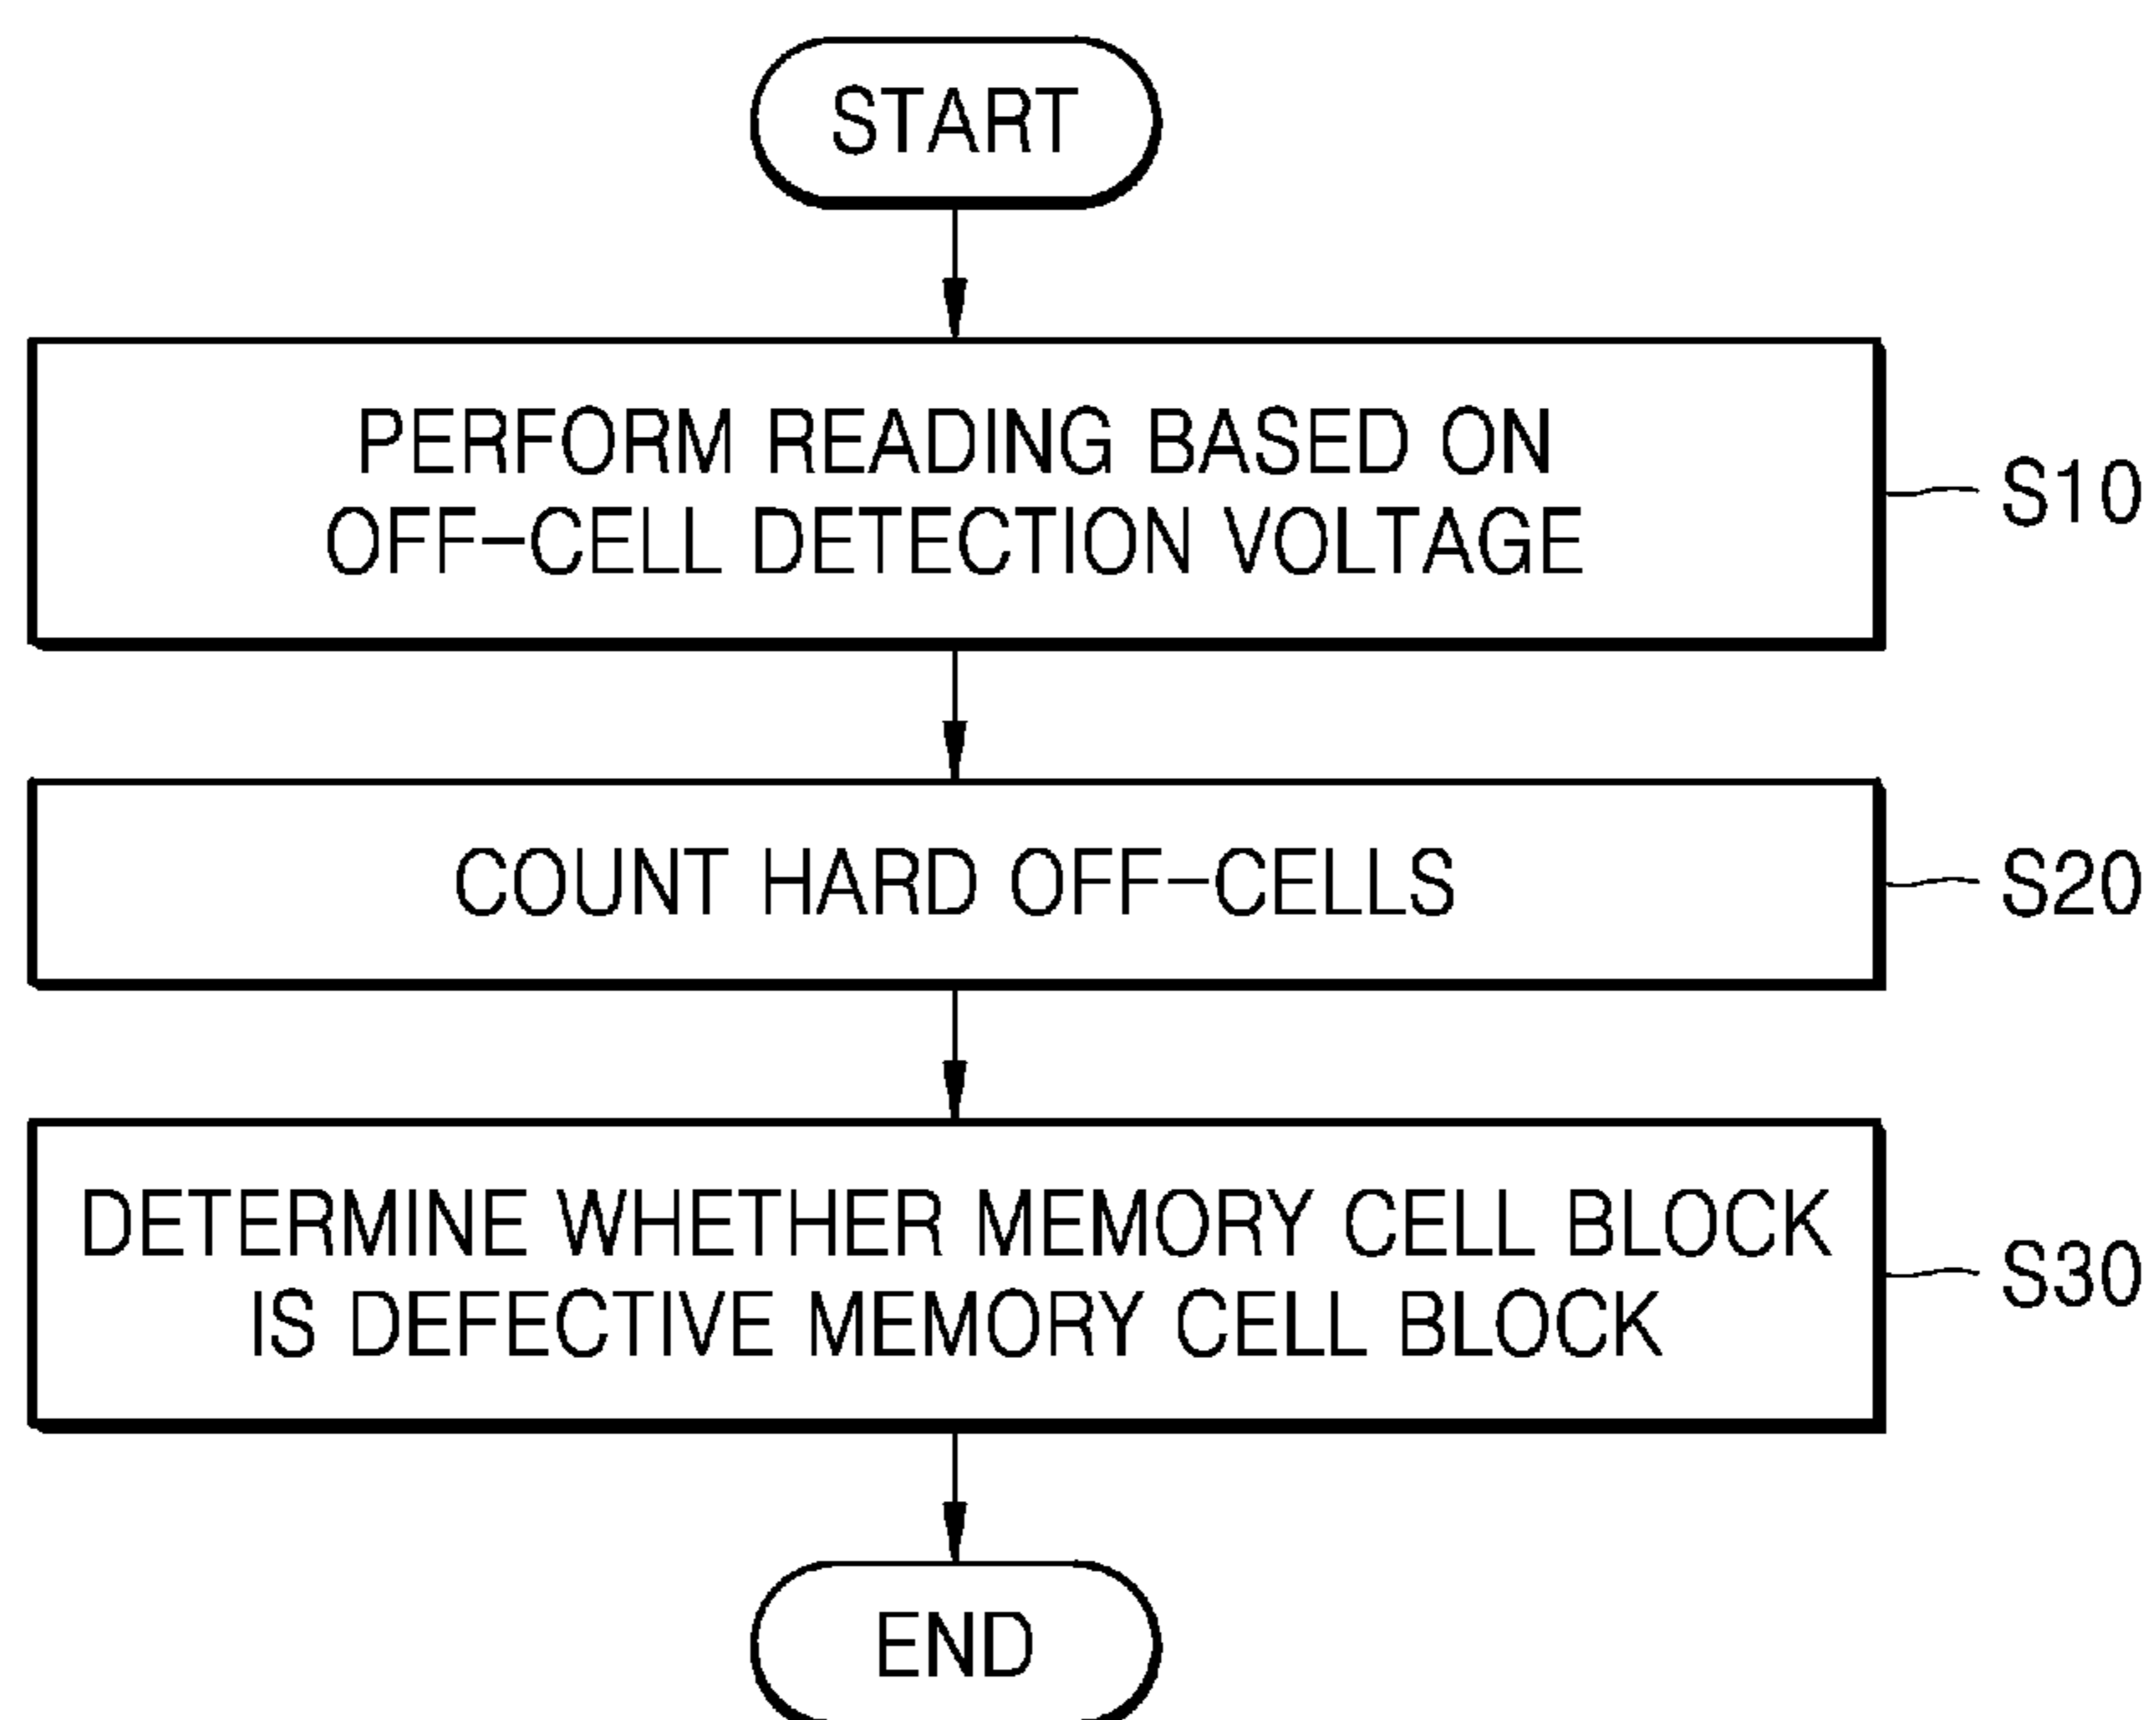 START
PERFORM READING BASED ON
OFF-CELL DETECTION VOLTAGE
S10
COUNT HARD OFF-CELLS
S20
DETERMINE WHETHER MEMORY CELL BLOCK
IS DEFECTIVE MEMORY CELL BLOCK
S30
END